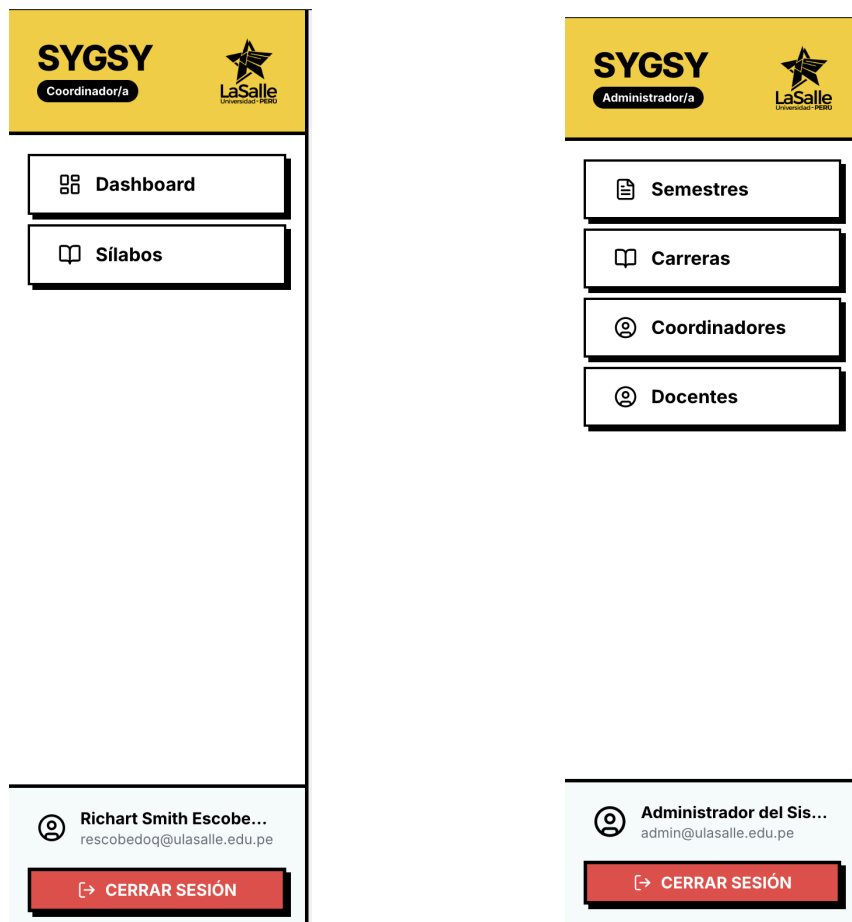 SYGSY
Coordinador/a
LaSalle
Universidad - PERÚ
Dashboard
Sílabos
Richart Smith Escobe...
rescobedoq@ulasalle.edu.pe
CERRAR SESIÓN
SYGSY
Administrador/a
LaSalle
Universidad - PERÚ
Semestres
Carreras
Coordinadores
Docentes
Administrador del Sis...
admin@ulasalle.edu.pe
CERRAR SESIÓN